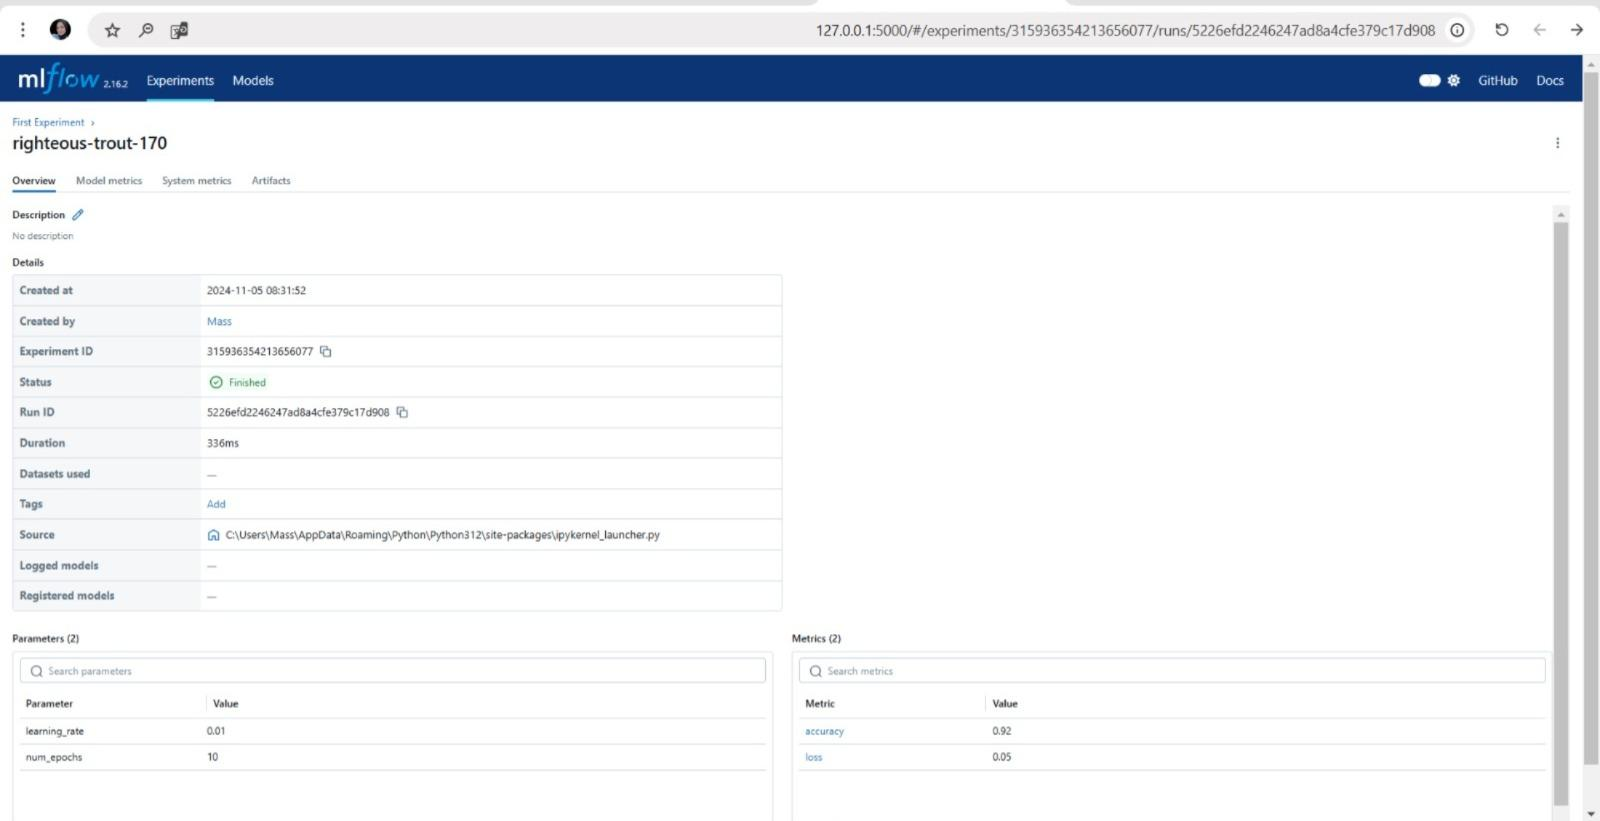 127.0.0.1:5000/#/experiments/315936354213656077/runs/5226efd2246247ad8a4cfe379c17d908
mlflow 2.16.2 Experiments Models GitHub Docs
First Experiment ›
righteous-trout-170
Overview Model metrics System metrics Artifacts
Description
No description
Details
Created at 2024-11-05 08:31:52
Created by Mass
Experiment ID 315936354213656077
Status Finished
Run ID 5226efd2246247ad8a4cfe379c17d908
Duration 336ms
Datasets used —
Tags Add
Source C:\Users\Mass\AppData\Roaming\Python\Python312\site-packages\ipykernel_launcher.py
Logged models —
Registered models —
Parameters (2) Metrics (2)
Search parameters Search metrics
Parameter Value Metric Value
learning_rate 0.01 accuracy 0.92
num_epochs 10 loss 0.05